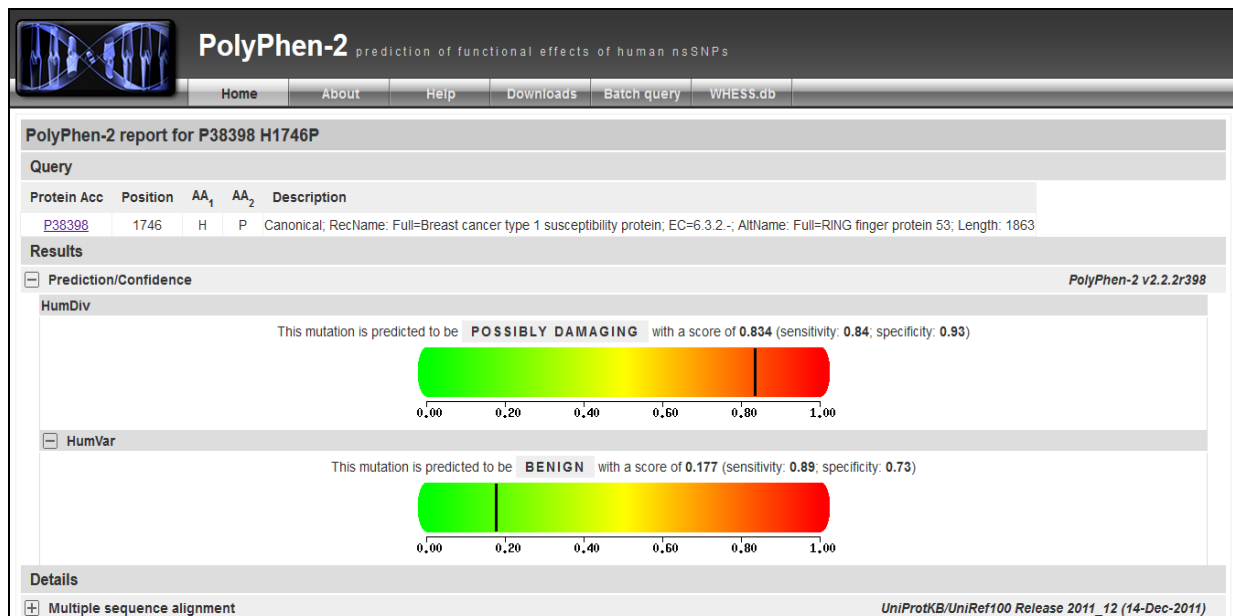 PolyPhen-2 prediction of functional effects of human nsSNPs
Home About Help Downloads Batch query WHESS.db
PolyPhen-2 report for P38398 H1746P
Query
Protein Acc Position AA1 AA2 Description
P38398 1746 H P Canonical; RecName: Full=Breast cancer type 1 susceptibility protein; EC=6.3.2.-; AltName: Full=RING finger protein 53; Length: 1863
Results
Prediction/Confidence PolyPhen-2 v2.2.2r398
HumDiv
This mutation is predicted to be POSSIBLY DAMAGING with a score of 0.834 (sensitivity: 0.84; specificity: 0.93)
0.00 0.20 0.40 0.60 0.80 1.00
HumVar
This mutation is predicted to be BENIGN with a score of 0.177 (sensitivity: 0.89; specificity: 0.73)
0.00 0.20 0.40 0.60 0.80 1.00
Details
Multiple sequence alignment UniProtKB/UniRef100 Release 2011_12 (14-Dec-2011)